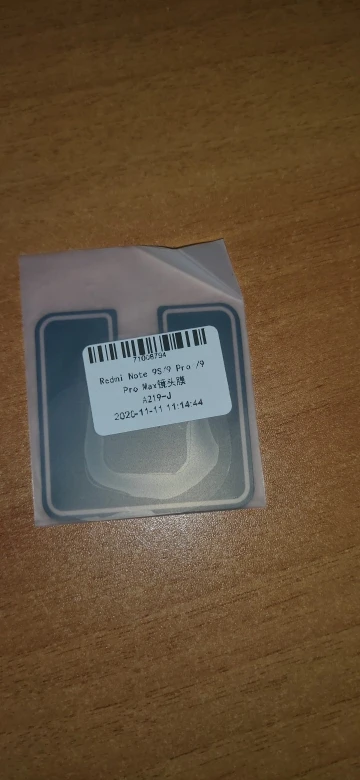 71008794
Redmi Note 9S/9 Pro /9
Pro Max镜头膜
A219-J
2020-11-11 11:14:44